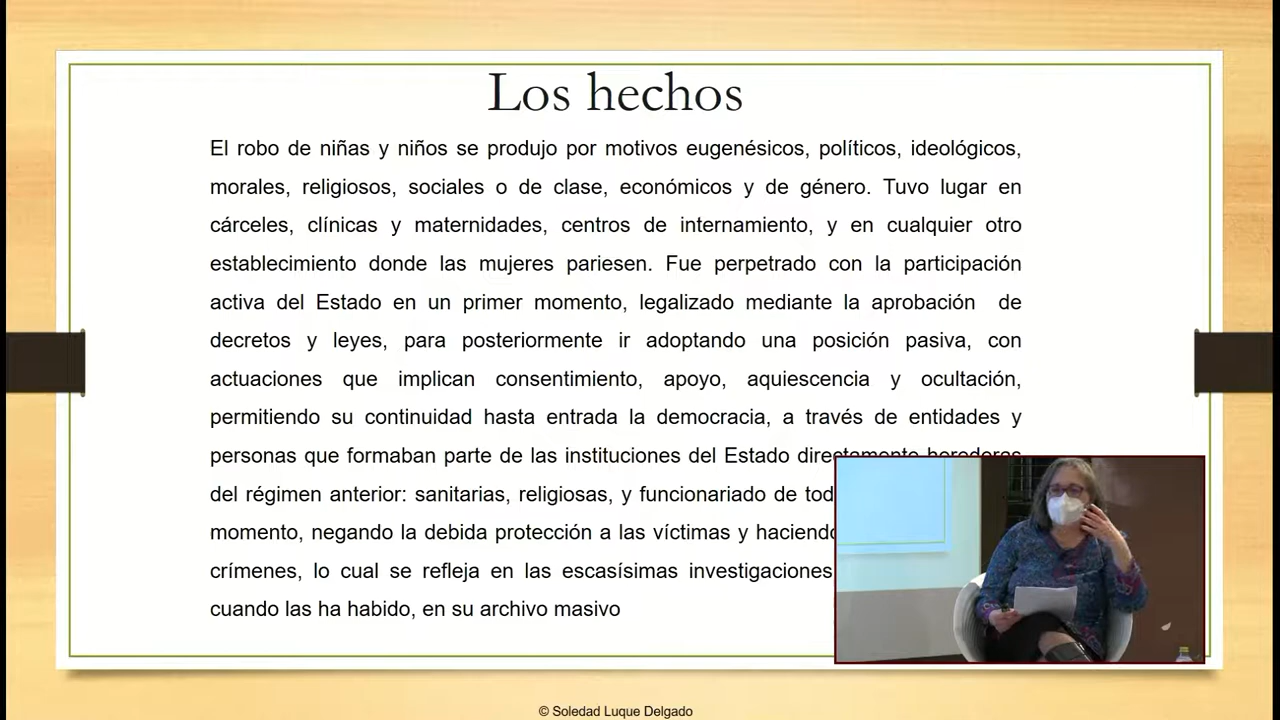 Los hechos
El robo de niñas y niños se produjo por motivos eugenésicos, políticos, ideológicos,
morales, religiosos, sociales o de clase, económicos y de género. Tuvo lugar en
cárceles, clínicas y maternidades, centros de internamiento, y en cualquier otro
establecimiento donde las mujeres pariesen. Fue perpetrado con la participación
activa del Estado en un primer momento, legalizado mediante la aprobación de
decretos y leyes, para posteriormente ir adoptando una posición pasiva, con
actuaciones que implican consentimiento, apoyo, aquiescencia y ocultación,
permitiendo su continuidad hasta entrada la democracia, a través de entidades y
personas que formaban parte de las instituciones del Estado directamente herederas
del régimen anterior: sanitarias, religiosas, y funcionariado de
momento, negando la debida protección a las víctimas y
crímenes, lo cual se refleja en las escasísimas investigaciones
cuando las ha habido, en su archivo masivo
© Soledad Luque Delgado